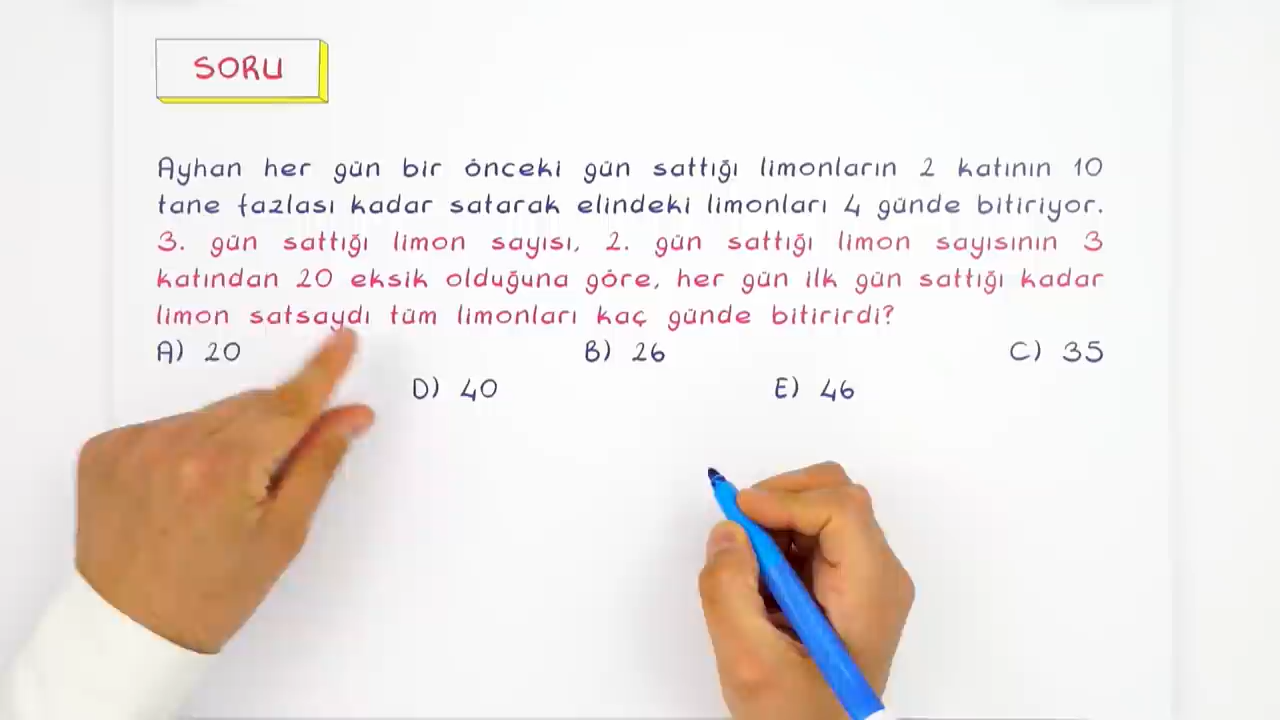 SORU
Ayhan her gün bir önceki gün sattığı limonların 2 katının 10
tane fazlası kadar satarak elindeki limonları 4 günde bitiriyor.
3. gün sattığı limon sayısı, 2. gün sattığı limon sayısının 3
katından 20 eksik olduğuna göre, her gün ilk gün sattığı kadar
limon satsaydı tüm limonları kaç günde bitirirdi?
A) 20 B) 26 C) 35
D) 40 E) 46